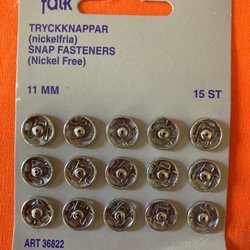 falk
TRYCKKNAPPAR
(nickelfria)
SNAP FASTENERS
(Nickel Free)
11 MM
15 ST
ART 36822